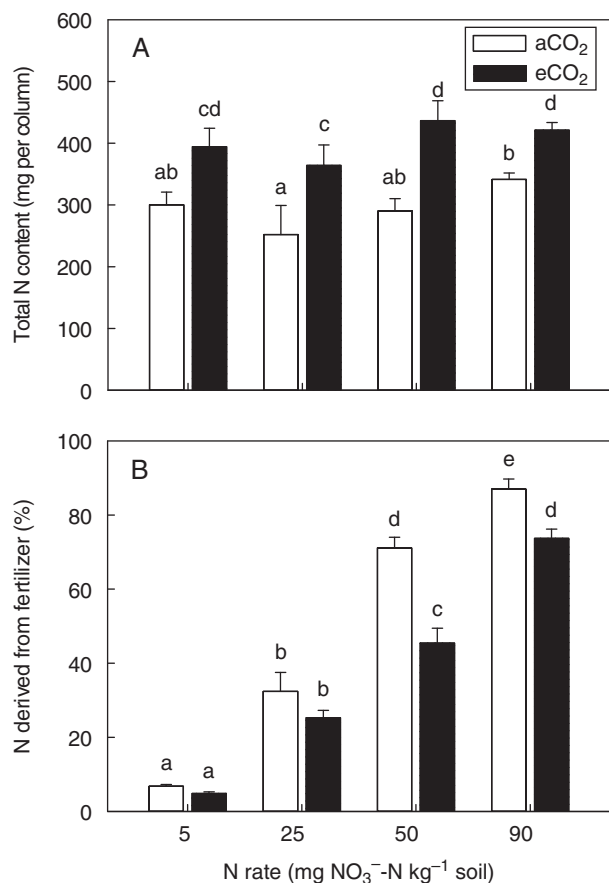 A
aCO₂
eCO₂
Total N content (mg per column)
600
500
400
300
200
100
0
ab
cd
a
c
ab
d
b
d
B
N derived from fertilizer (%)
100
80
60
40
20
0
a
a
b
b
d
c
e
d
5 25 50 90
N rate (mg NO₃⁻-N kg⁻¹ soil)